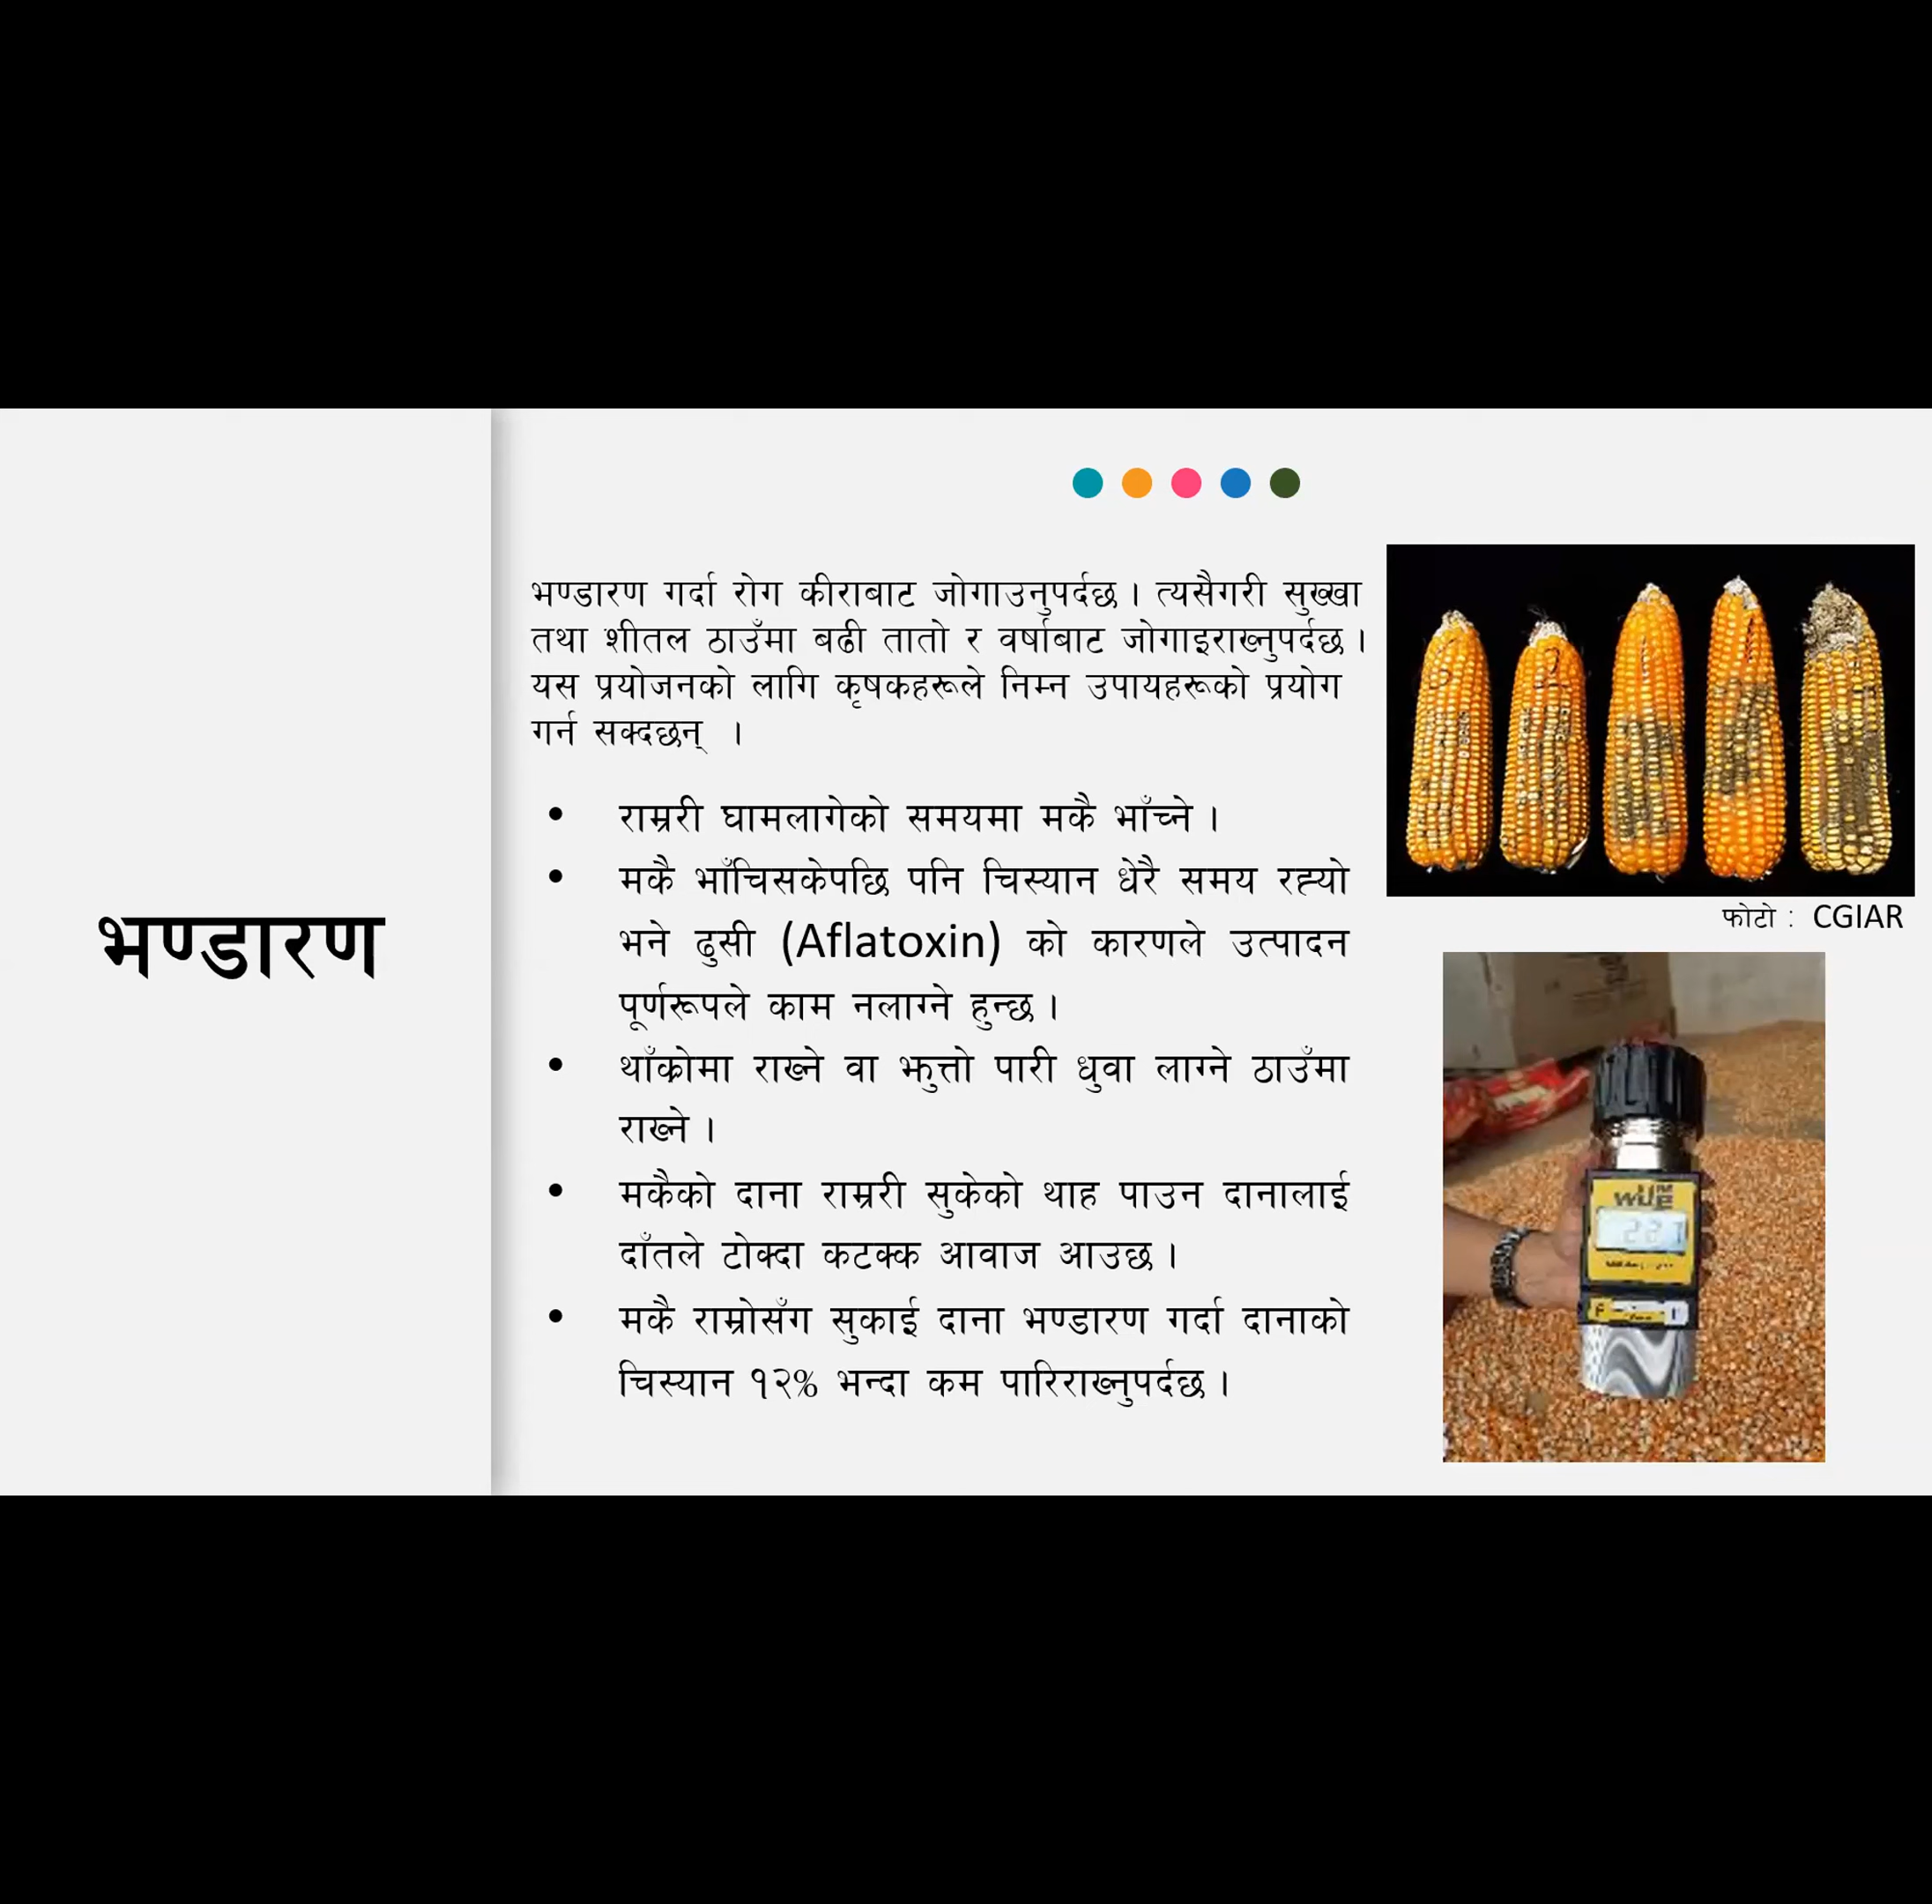 भण्डारण
भण्डारण गर्दा रोग कीराबाट जोगाउनुपर्दछ । त्यसैगरी सुख्खा
तथा शीतल ठाउँमा बढी तातो र वर्षाबाट जोगाइराख्नुपर्दछ ।
यस प्रयोजनको लागि कृषकहरूले निम्न उपायहरूको प्रयोग
गर्न सक्दछन् ।
• राम्ररी घामलागेको समयमा मकै भाँच्ने ।
• मकै भाँचिसकेपछि पनि चिस्यान धेरै समय रह्यो
भने ढुसी (Aflatoxin) को कारणले उत्पादन
पूर्णरूपले काम नलाग्ने हुन्छ ।
• थाँक्रोमा राख्ने वा झुत्तो पारी धुवा लाग्ने ठाउँमा
राख्ने ।
• मकैको दाना राम्ररी सुकेको थाह पाउन दानालाई
दाँतले टोक्दा कटक्क आवाज आउछ ।
• मकै राम्रोसँग सुकाई दाना भण्डारण गर्दा दानाको
चिस्यान १२% भन्दा कम पारिराख्नुपर्दछ ।
फोटो : CGIAR